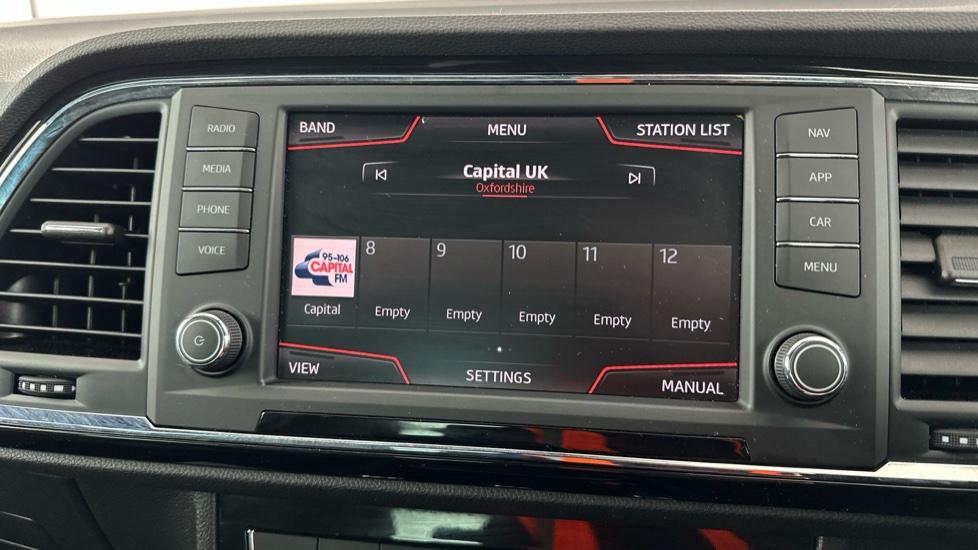 RADIO
MEDIA
PHONE
VOICE
BAND
MENU
STATION LIST
Capital UK
Oxfordshire
95-106
CAPITAL
FM
Capital
8
Empty
9
Empty
10
Empty
11
Empty
12
Empty
VIEW
SETTINGS
MANUAL
NAV
APP
CAR
MENU